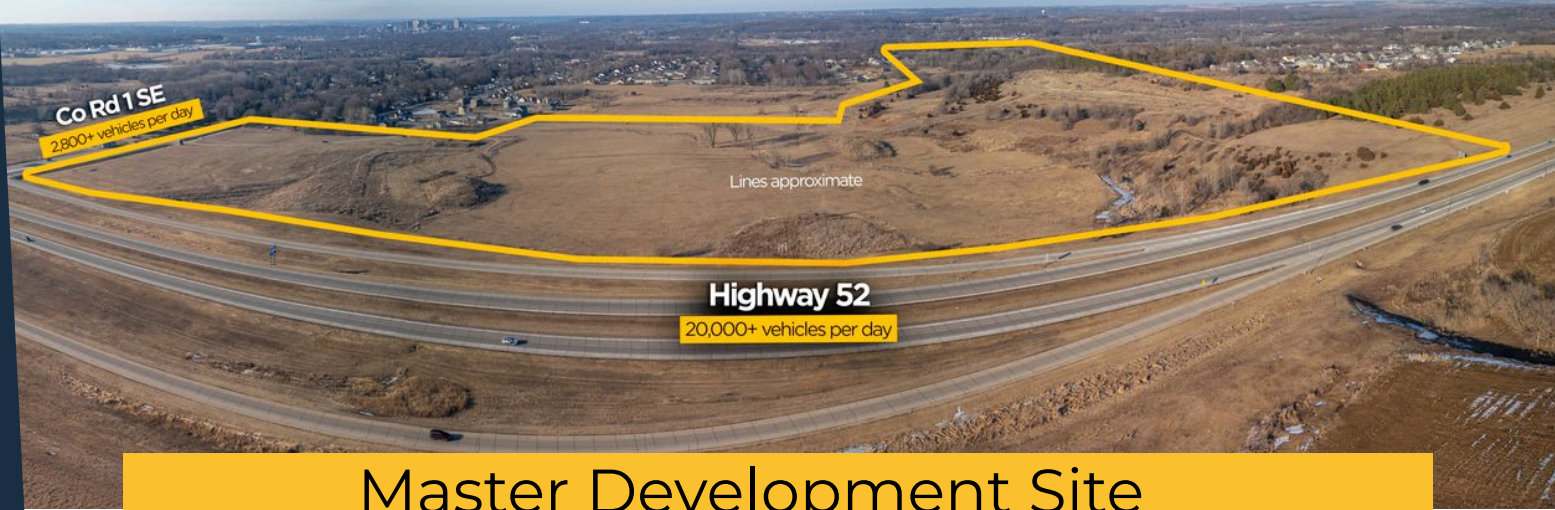 Co Rd 1 SE
2,800+ vehicles per day
Lines approximate
Highway 52
20,000+ vehicles per day
Master Development Site